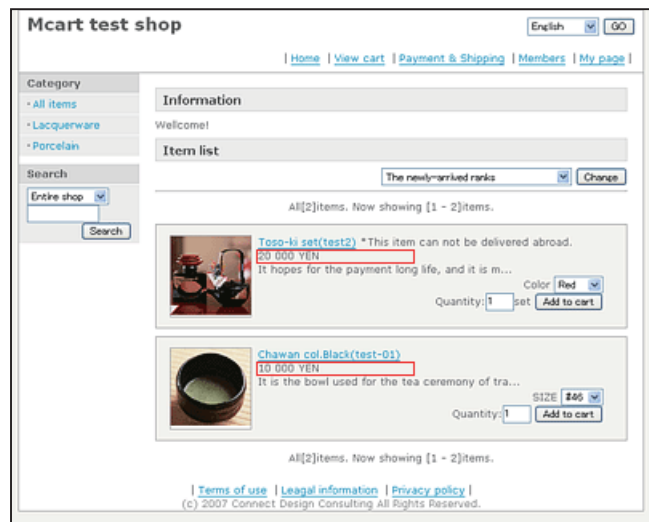 Mcart test shop
English GO
| Home | View cart | Payment & Shipping | Members | My page |
Category
・All items
・Lacquerware
・Porcelain
Search
Entire shop
Search
Information
Wellcome!
Item list
The newly-arrived ranks Change
All[2]items. Now showing [1 - 2]items.
Toso-ki set(test2) *This item can not be delivered abroad.
20 000 YEN
It hopes for the payment long life, and it is m...
Color Red
Quantity: 1 set Add to cart
Chawan col.Black(test-01)
10 000 YEN
It is the bowl used for the tea ceremony of tra...
SIZE #46
Quantity: 1 Add to cart
All[2]items. Now showing [1 - 2]items.
| Terms of use | Leagal information | Privacy policy |
(c) 2007 Connect Design Consulting All Rights Reserved.